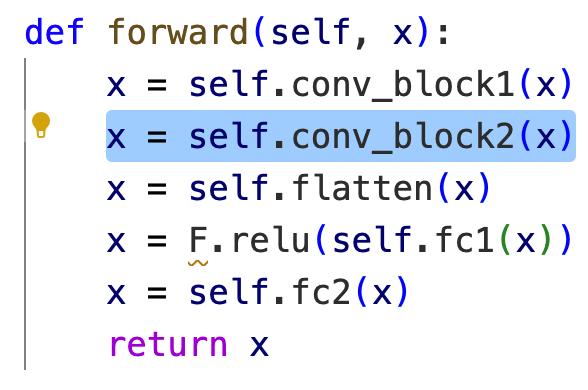 def forward(self, x):
    x = self.conv_block1(x)
    x = self.conv_block2(x)
    x = self.flatten(x)
    x = F.relu(self.fc1(x))
    x = self.fc2(x)
    return x